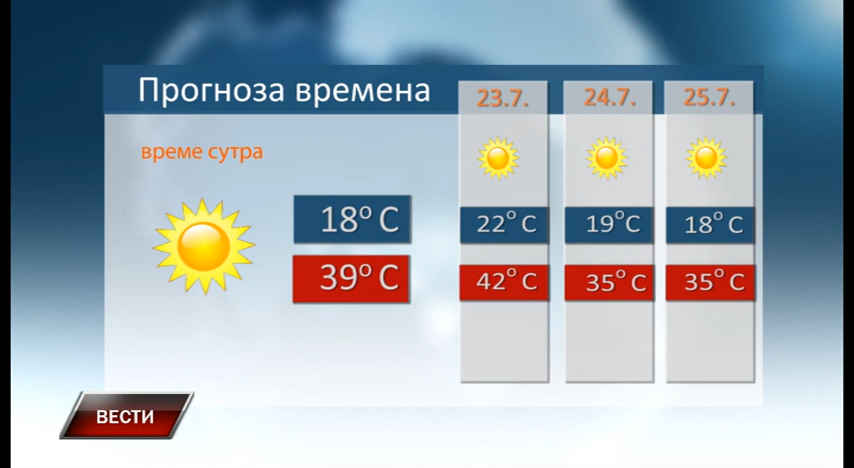 Прогноза времена
време сутра
18° C
39° C
23.7. 24.7. 25.7.
22° C 19°C 18° C
42° C 35° C 35° C
ВЕСТИ